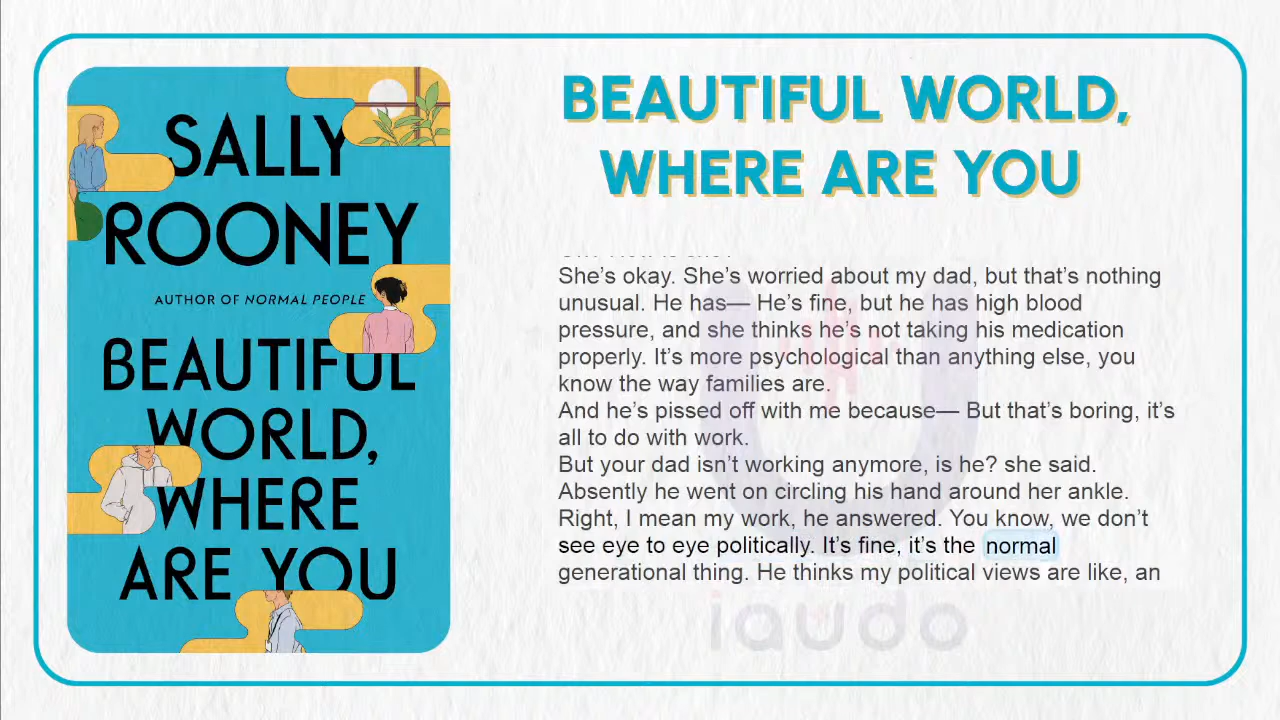 SALLY
ROONEY
AUTHOR OF NORMAL PEOPLE
BEAUTIFUL
WORLD,
WHERE
ARE YOU
BEAUTIFUL WORLD,
WHERE ARE YOU
She's okay. She's worried about my dad, but that's nothing
unusual. He has— He's fine, but he has high blood
pressure, and she thinks he's not taking his medication
properly. It's more psychological than anything else, you
know the way families are.
And he's pissed off with me because— But that's boring, it's
all to do with work.
But your dad isn't working anymore, is he? she said.
Absently he went on circling his hand around her ankle.
Right, I mean my work, he answered. You know, we don't
see eye to eye politically. It's fine, it's the normal
generational thing. He thinks my political views are like, an
iaudo